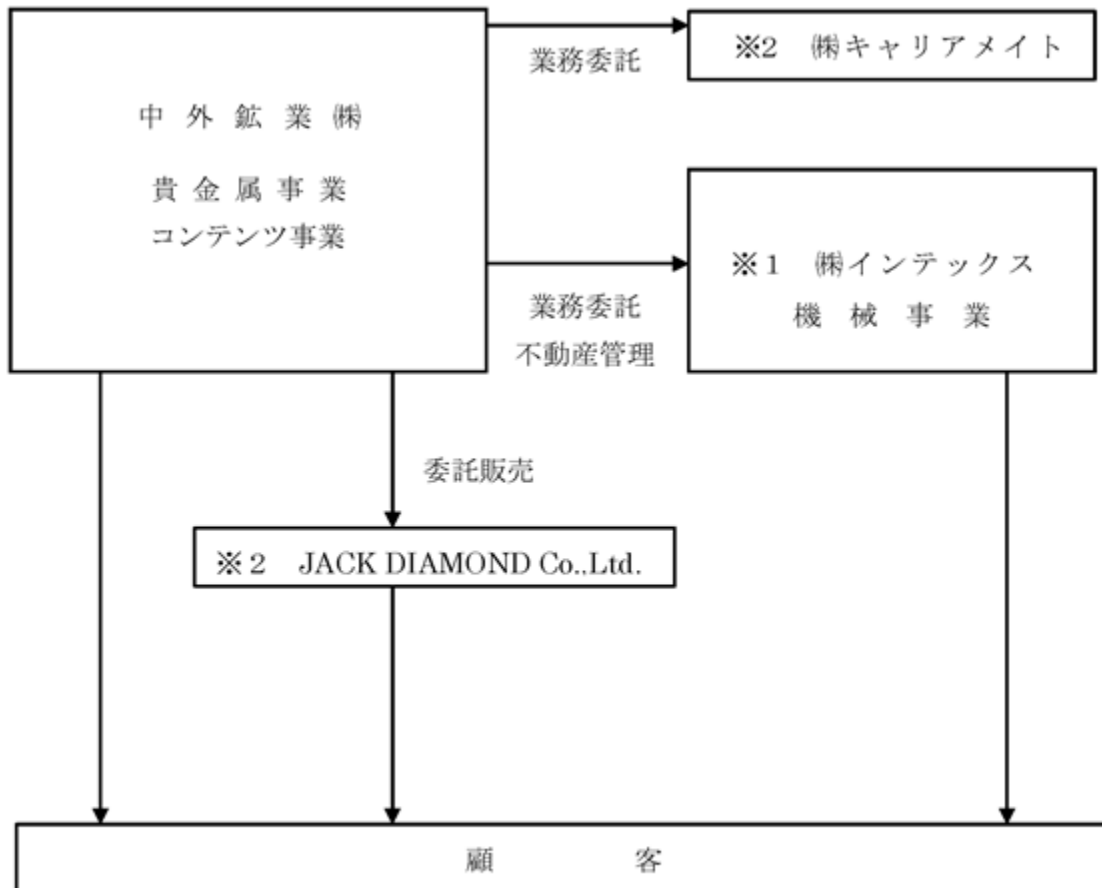 中外鉱業㈱
貴金属事業
コンテンツ事業
業務委託
※2 ㈱キャリアメイト
業務委託
不動産管理
※1 ㈱インテックス
機械事業
委託販売
※2 JACK DIAMOND Co.,Ltd.
顧客